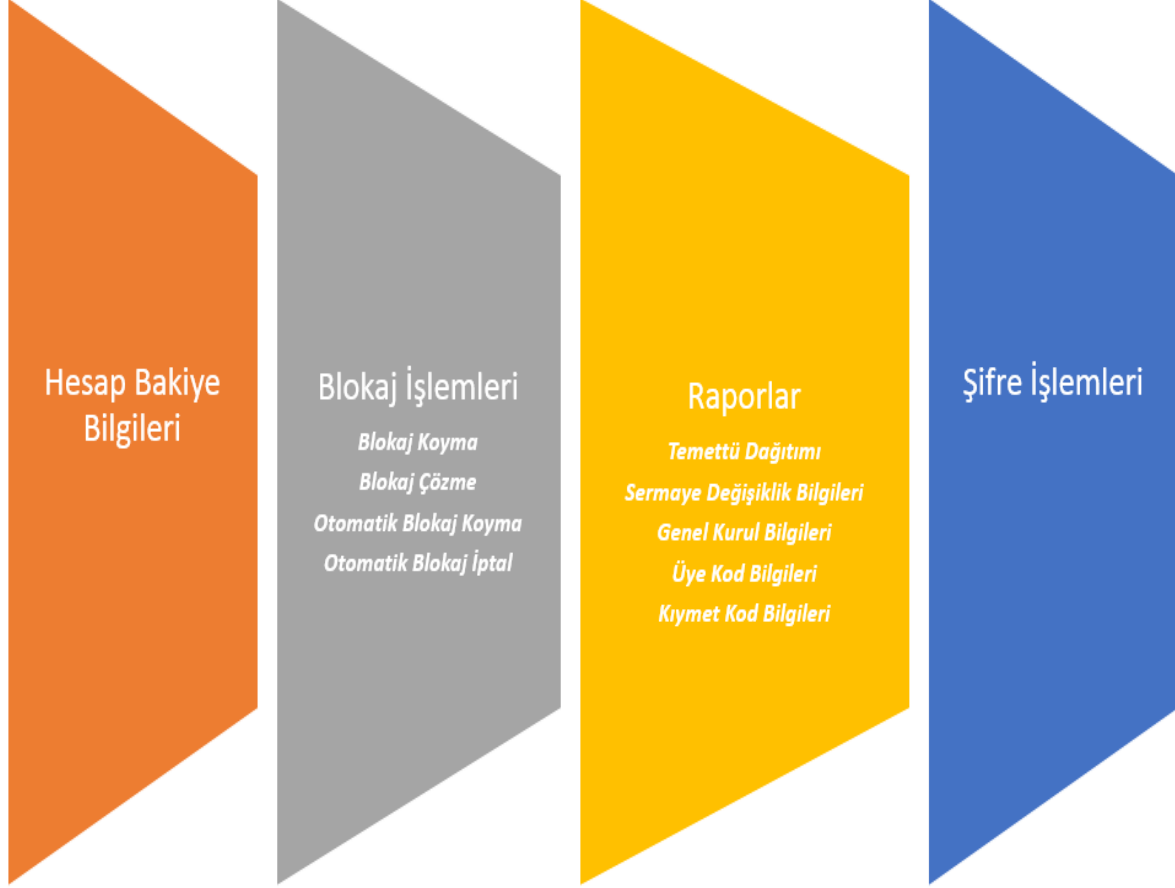 Hesap Bakiye
Bilgileri
Blokaj İşlemleri
Blokaj Koyma
Blokaj Çözme
Otomatik Blokaj Koyma
Otomatik Blokaj İptal
Raporlar
Temettü Dağıtımı
Sermaye Değişiklik Bilgileri
Genel Kurul Bilgileri
Üye Kod Bilgileri
Kıymet Kod Bilgileri
Şifre İşlemleri